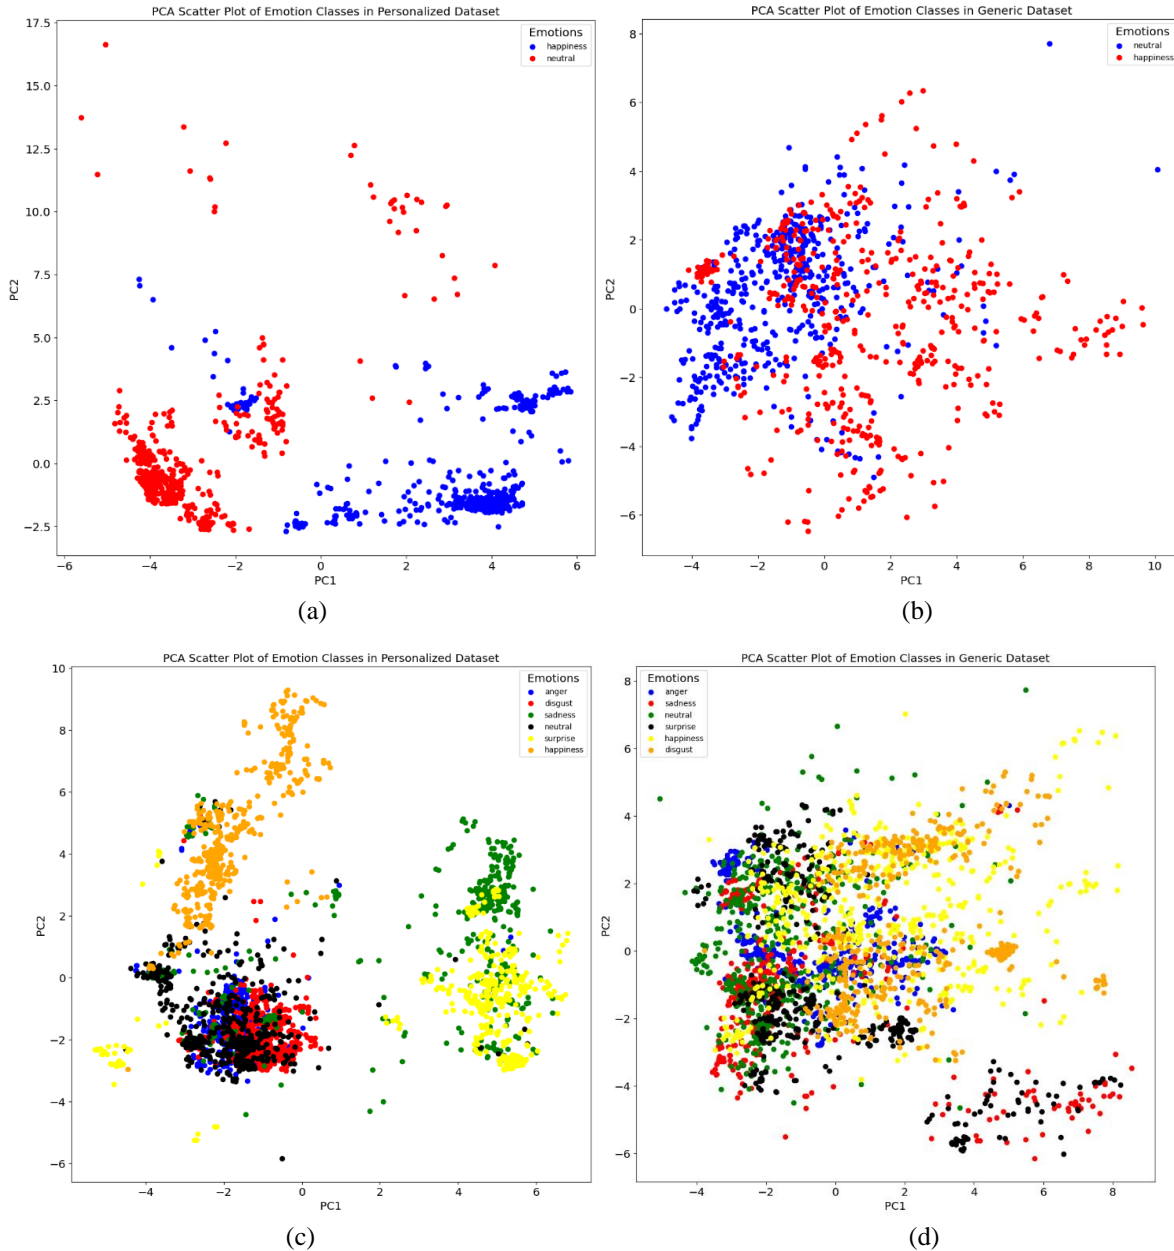 PCA Scatter Plot of Emotion Classes in Personalized Dataset
17.5
15.0
12.5
10.0
7.5
5.0
2.5
0.0
−2.5
PC2
−6
−4
−2
0
2
4
6
PC1
Emotions
happiness
neutral
(a)
PCA Scatter Plot of Emotion Classes in Generic Dataset
8
6
4
2
0
−2
−4
−6
PC2
−4
−2
0
2
4
6
8
10
PC1
Emotions
neutral
happiness
(b)
PCA Scatter Plot of Emotion Classes in Personalized Dataset
10
8
6
4
2
0
−2
−4
−6
PC2
−4
−2
0
2
4
6
PC1
Emotions
anger
disgust
sadness
neutral
surprise
happiness
(c)
PCA Scatter Plot of Emotion Classes in Generic Dataset
8
6
4
2
0
−2
−4
−6
PC2
−4
−2
0
2
4
6
8
PC1
Emotions
anger
sadness
neutral
surprise
happiness
disgust
(d)